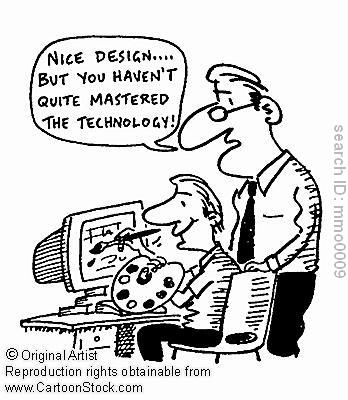 NICE DESIGN....
BUT YOU HAVEN'T
QUITE MASTERED
THE TECHNOLOGY!
search ID: mmo0009
© Original Artist
Reproduction rights obtainable from
www.CartoonStock.com